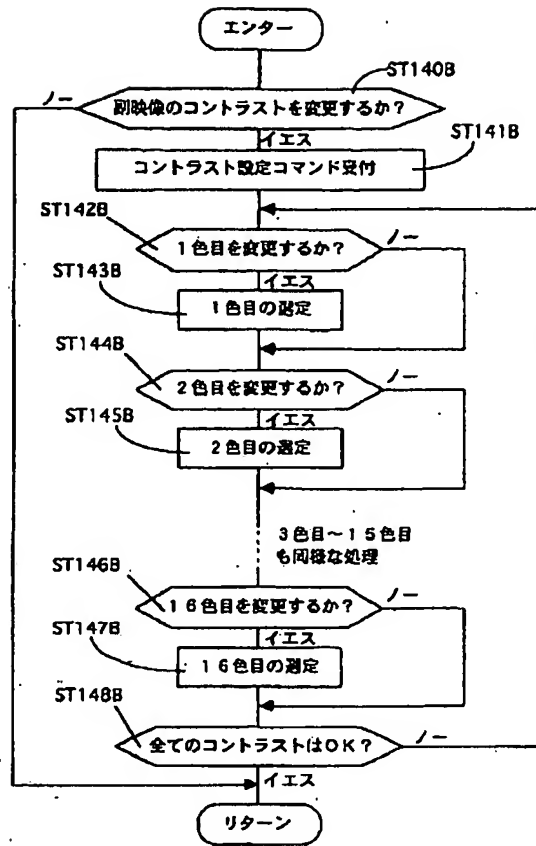 エンター
ST140B
ノー
副映像のコントラストを変更するか?
イエス
ST141B
コントラスト設定コマンド受付
ST142B
1色目を変更するか?
ノー
イエス
ST143B
1色目の選定
ST144B
2色目を変更するか?
ノー
イエス
ST145B
2色目の選定
3色目~15色目
も同様な処理
ST146B
16色目を変更するか?
ノー
イエス
ST147B
16色目の選定
ST148B
全てのコントラストはOK?
ノー
イエス
リターン